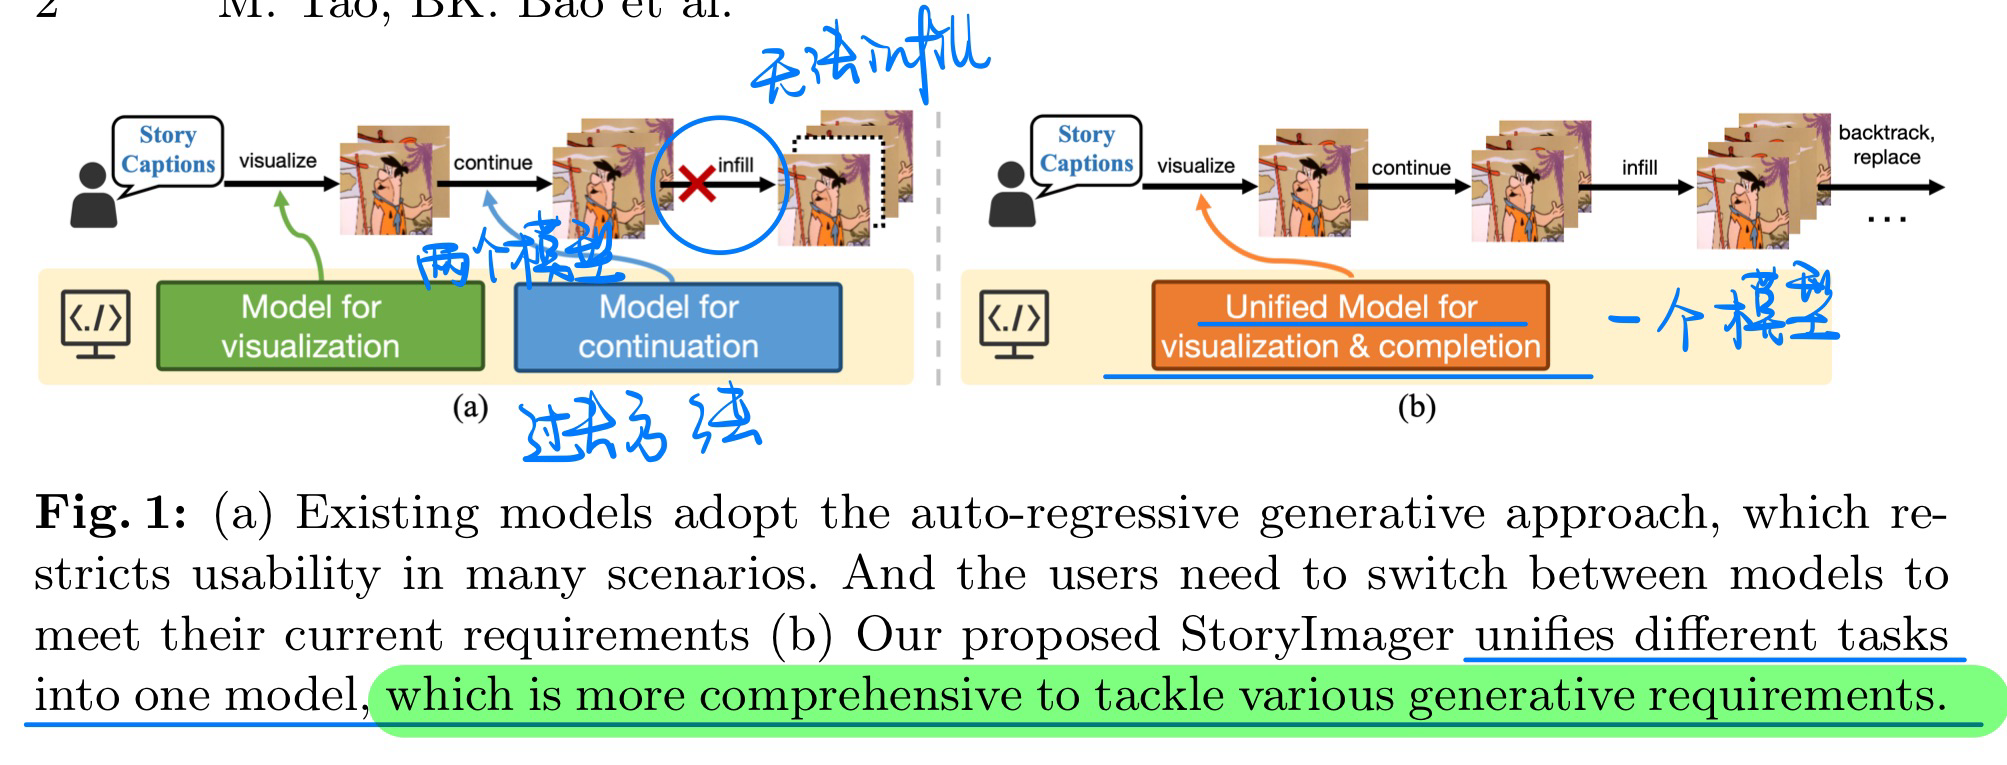 2 M. Tao, BK. Bao et al.
无法infill
Story
Captions
visualize
continue
infill
两个模型
Model for
visualization
Model for
continuation
(a)
过去方法
Story
Captions
visualize
continue
infill
backtrack,
replace
...
Unified Model for
visualization & completion
一个模型
(b)
Fig. 1: (a) Existing models adopt the auto-regressive generative approach, which re-
stricts usability in many scenarios. And the users need to switch between models to
meet their current requirements (b) Our proposed StoryImager unifies different tasks
into one model, which is more comprehensive to tackle various generative requirements.